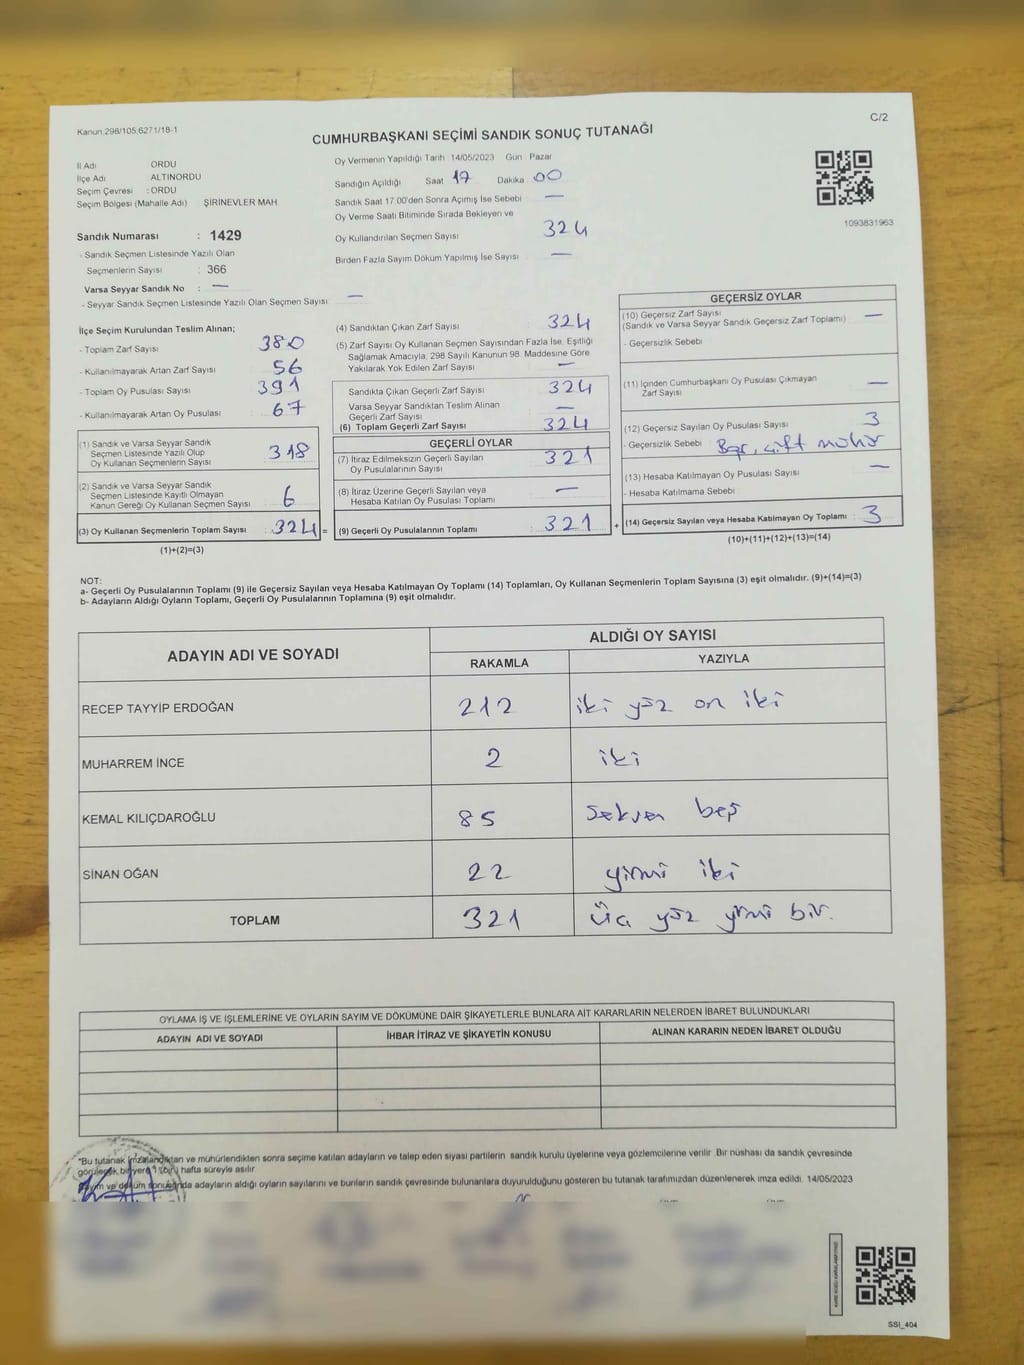 Kanun.298/105,6271/18-1
C/2
CUMHURBAŞKANI SEÇİMİ SANDIK SONUÇ TUTANAĞI
İl Adı ORDU
İlçe Adı ALTINORDU
Seçim Çevresi : ORDU
Seçim Bölgesi (Mahalle Adı) ŞİRİNEVLER MAH.
Sandık Numarası : 1429
- Sandık Seçmen Listesinde Yazılı Olan
Seçmenlerin Sayısı : 366
Varsa Seyyar Sandık No : —
- Seyyar Sandık Seçmen Listesinde Yazılı Olan Seçmen Sayısı : —
Oy Vermenin Yapıldığı Tarih 14/05/2023 Gün Pazar
Sandığın Açıldığı Saat 17 Dakika 00
Sandık Saat 17.00'den Sonra Açımış İse Sebebi —
Oy Verme Saati Bitiminde Sırada Bekleyen ve
Oy Kullandırılan Seçmen Sayısı 324
Birden Fazla Sayım Döküm Yapılmış İse Sayısı —
1093831963
İlçe Seçim Kurulundan Teslim Alınan;
- Toplam Zarf Sayısı : 380
- Kullanılmayarak Artan Zarf Sayısı : 56
- Toplam Oy Pusulası Sayısı : 391
- Kullanılmayarak Artan Oy Pusulası : 67
(1) Sandık ve Varsa Seyyar Sandık
Seçmen Listesinde Yazılı Olup
Oy Kullanan Seçmenlerin Sayısı : 318
(2) Sandık ve Varsa Seyyar Sandık
Seçmen Listesinde Kayıtlı Olmayan
Kanun Gereği Oy Kullanan Seçmen Sayısı : 6
(3) Oy Kullanan Seçmenlerin Toplam Sayısı : 324 =
(1)+(2)=(3)
(4) Sandıktan Çıkan Zarf Sayısı : 324
(5) Zarf Sayısı Oy Kullanan Seçmen Sayısından Fazla İse, Eşitliği
Sağlamak Amacıyla, 298 Sayılı Kanunun 98. Maddesine Göre
Yakılarak Yok Edilen Zarf Sayısı : —
Sandıkta Çıkan Geçerli Zarf Sayısı : 324
Varsa Seyyar Sandıktan Teslim Alınan
Geçerli Zarf Sayısı : —
(6) Toplam Geçerli Zarf Sayısı : 324
GEÇERLİ OYLAR
(7) İtiraz Edilmeksizin Geçerli Sayılan
Oy Pusulalarının Sayısı : 321
(8) İtiraz Üzerine Geçerli Sayılan veya
Hesaba Katılan Oy Pusulası Toplamı : —
(9) Geçerli Oy Pusulalarının Toplamı : 321 +
GEÇERSİZ OYLAR
(10) Geçersiz Zarf Sayısı : —
(Sandık ve Varsa Seyyar Sandık Geçersiz Zarf Toplamı)
- Geçersizlik Sebebi
(11) İçinden Cumhurbaşkanı Oy Pusulası Çıkmayan
Zarf Sayısı : —
(12) Geçersiz Sayılan Oy Pusulası Sayısı : 3
- Geçersizlik Sebebi Boş, çift mühür
(13) Hesaba Katılmayan Oy Pusulası Sayısı : —
- Hesaba Katılmama Sebebi
(14) Geçersiz Sayılan veya Hesaba Katılmayan Oy Toplamı : 3
(10)+(11)+(12)+(13)=(14)
NOT:
a- Geçerli Oy Pusulalarının Toplamı (9) ile Geçersiz Sayılan veya Hesaba Katılmayan Oy Toplamı (14) Toplamları, Oy Kullanan Seçmenlerin Toplam Sayısına (3) eşit olmalıdır. (9)+(14)=(3)
b- Adayların Aldığı Oyların Toplamı, Geçerli Oy Pusulalarının Toplamına (9) eşit olmalıdır.
ADAYIN ADI VE SOYADI ALDIĞI OY SAYISI
RAKAMLA YAZIYLA
RECEP TAYYİP ERDOĞAN 212 iki yüz on iki
MUHARREM İNCE 2 iki
KEMAL KILIÇDAROĞLU 85 seksen beş
SİNAN OĞAN 22 yirmi iki
TOPLAM 321 Üç yüz yirmi bir.
OYLAMA İŞ VE İŞLEMLERİNE VE OYLARIN SAYIM VE DÖKÜMÜNE DAİR ŞİKAYETLERLE BUNLARA AİT KARARLARIN NELERDEN İBARET BULUNDUKLARI
ADAYIN ADI VE SOYADI İHBAR İTİRAZ VE ŞİKAYETİN KONUSU ALINAN KARARIN NEDEN İBARET OLDUĞU
*Bu tutanak imzalandıktan ve mühürlendikten sonra seçime katılan adayların ve talep eden siyasi partilerin sandık kurulu üyelerine veya gözlemcilerine verilir. Bir nüshası da sandık çevresinde
görülecek bir yere 1 (bir) hafta süreyle asılır.
Sayım ve döküm sonucunda adayların aldığı oyların sayılarını ve bunların sandık çevresinde bulunanlara duyurulduğunu gösteren bu tutanak tarafımızdan düzenlenerek imza edildi. 14/05/2023
SSI_404